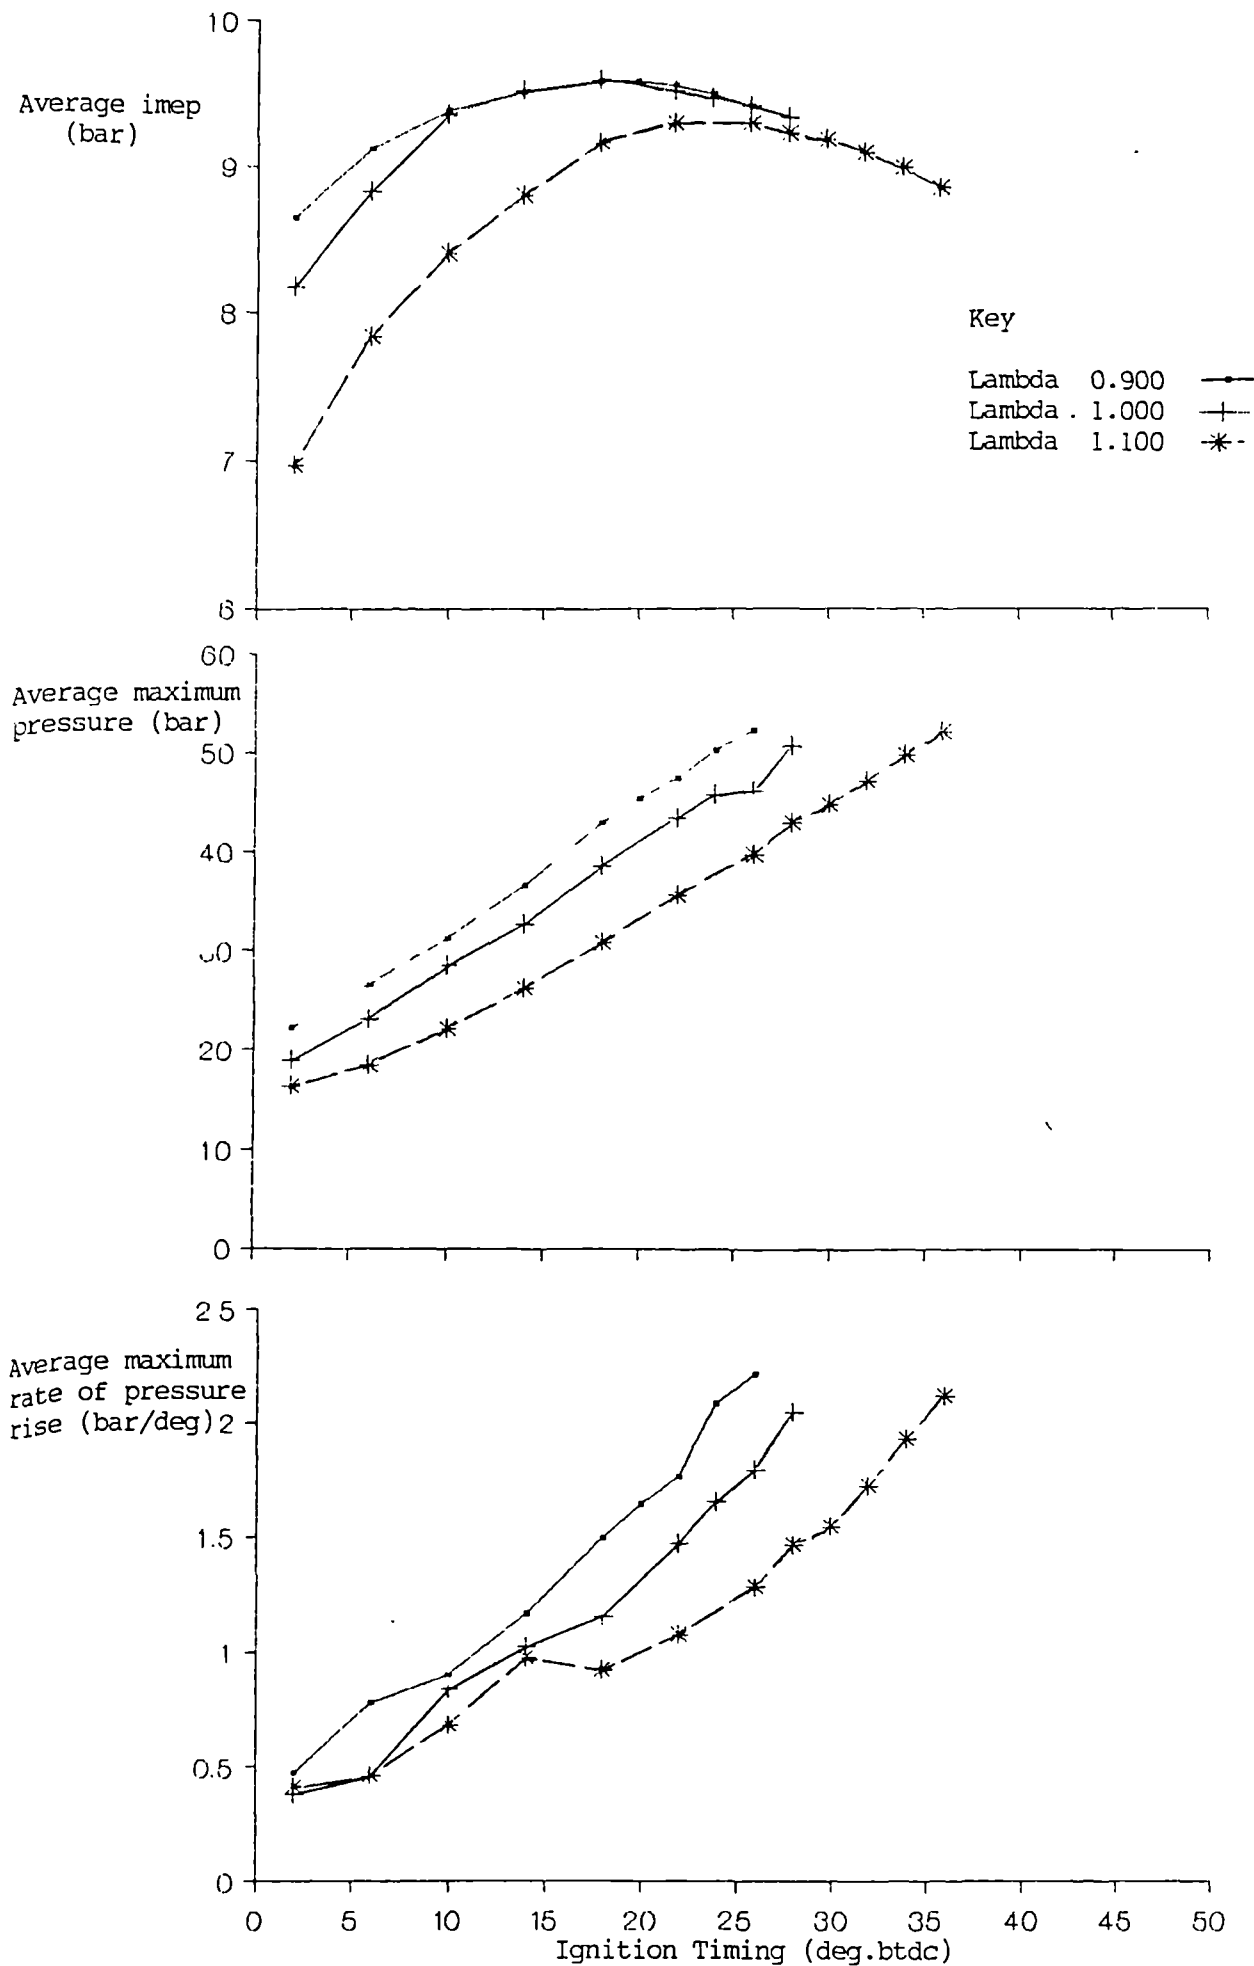 10
Average imep
(bar)
9
8
7
6
Key
Lambda 0.900
Lambda . 1.000
Lambda 1.100
60
Average maximum
pressure (bar)
50
40
30
20
10
0
2.5
Average maximum
rate of pressure
rise (bar/deg) 2
1.5
1
0.5
0
0 5 10 15 20 25 30 35 40 45 50
Ignition Timing (deg.btdc)